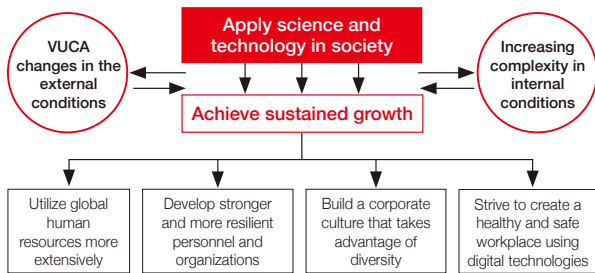 VUCA
changes in the
external
conditions
Apply science and
technology in society
Increasing
complexity in
internal
conditions
Achieve sustained growth
Utilize global
human
resources more
extensively
Develop stronger
and more resilient
personnel and
organizations
Build a corporate
culture that takes
advantage of
diversity
Strive to create a
healthy and safe
workplace using
digital technologies